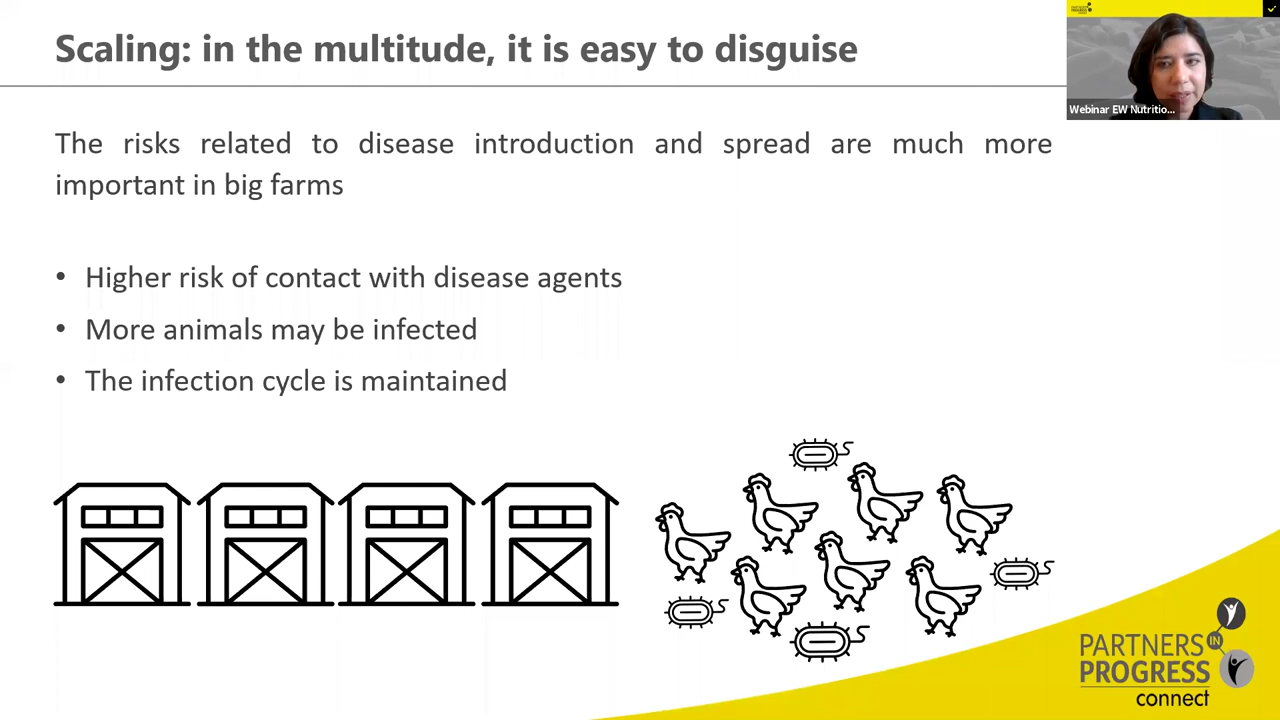 Scaling: in the multitude, it is easy to disguise
Webinar EW Nutritio...
The risks related to disease introduction and spread are much more
important in big farms
• Higher risk of contact with disease agents
• More animals may be infected
• The infection cycle is maintained
PARTNERS IN
PROGRESS
connect